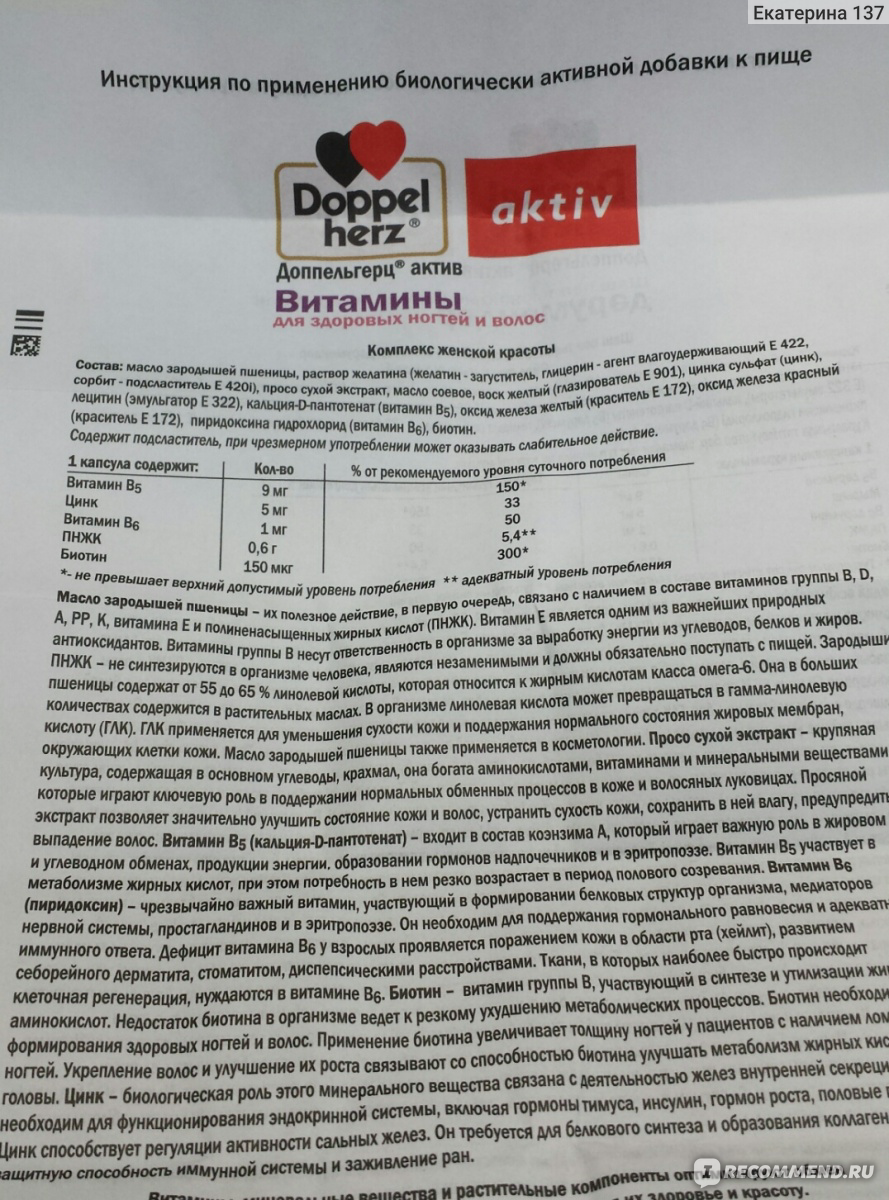 Екатерина 137
Инструкция по применению биологически активной добавки к пище
Doppel
herz®
aktiv
Доппельгерц® актив
Витамины
для здоровых ногтей и волос
Комплекс женской красоты
Состав: масло зародышей пшеницы, раствор желатина (желатин - загуститель, глицерин - агент влагоудерживающий Е 422,
сорбит - подсластитель Е 420i), просо сухой экстракт, масло соевое, воск желтый (глазирователь Е 901), цинка сульфат (цинк),
лецитин (эмульгатор Е 322), кальция-D-пантотенат (витамин В5), оксид железа желтый (краситель Е 172), оксид железа красный
(краситель Е 172), пиридоксина гидрохлорид (витамин В6), биотин.
Содержит подсластитель, при чрезмерном употреблении может оказывать слабительное действие.
1 капсула содержит: Кол-во % от рекомендуемого уровня суточного потребления
Витамин В5 9 мг 150*
Цинк 5 мг 33
Витамин В6 1 мг 50
ПНЖК 0,6 г 5,4**
Биотин 150 мкг 300*
*- не превышает верхний допустимый уровень потребления ** адекватный уровень потребления
Масло зародышей пшеницы – их полезное действие, в первую очередь, связано с наличием в составе витаминов группы В, D,
А, РР, К, витамина Е и полиненасыщенных жирных кислот (ПНЖК). Витамин Е является одним из важнейших природных
антиоксидантов. Витамины группы В несут ответственность в организме за выработку энергии из углеводов, белков и жиров.
ПНЖК – не синтезируются в организме человека, являются незаменимыми и должны обязательно поступать с пищей. Зародыши
пшеницы содержат от 55 до 65 % линолевой кислоты, которая относится к жирным кислотам класса омега-6. Она в больших
количествах содержится в растительных маслах. В организме линолевая кислота может превращаться в гамма-линолевую
кислоту (ГЛК). ГЛК применяется для уменьшения сухости кожи и поддержания нормального состояния жировых мембран,
окружающих клетки кожи. Масло зародышей пшеницы также применяется в косметологии. Просо сухой экстракт – крупяная
культура, содержащая в основном углеводы, крахмал, она богата аминокислотами, витаминами и минеральными веществами
которые играют ключевую роль в поддержании нормальных обменных процессов в коже и волосяных луковицах. Просяной
экстракт позволяет значительно улучшить состояние кожи и волос, устранить сухость кожи, сохранить в ней влагу, предупредить
выпадение волос. Витамин В5 (кальция-D-пантотенат) – входит в состав коэнзима А, который играет важную роль в жировом
и углеводном обменах, продукции энергии. образовании гормонов надпочечников и в эритропоэзе. Витамин В5 участвует в
метаболизме жирных кислот, при этом потребность в нем резко возрастает в период полового созревания. Витамин В6
(пиридоксин) – чрезвычайно важный витамин, участвующий в формировании белковых структур организма, медиаторов
нервной системы, простагландинов и в эритропоэзе. Он необходим для поддержания гормонального равновесия и адекватн
иммунного ответа. Дефицит витамина В6 у взрослых проявляется поражением кожи в области рта (хейлит), развитием
себорейного дерматита, стоматитом, диспепсическими расстройствами. Ткани, в которых наиболее быстро происходит
клеточная регенерация, нуждаются в витамине В6. Биотин – витамин группы В, участвующий в синтезе и утилизации жи
аминокислот. Недостаток биотина в организме ведет к резкому ухудшению метаболических процессов. Биотин необходи
формирования здоровых ногтей и волос. Применение биотина увеличивает толщину ногтей у пациентов с наличием лом
ногтей. Укрепление волос и улучшение их роста связывают со способностью биотина улучшать метаболизм жирных кис
головы. Цинк – биологическая роль этого минерального вещества связана с деятельностью желез внутренней секреци
необходим для функционирования эндокринной системы, включая гормоны тимуса, инсулин, гормон роста, половые
Цинк способствует регуляции активности сальных желез. Он требуется для белкового синтеза и образования коллаген
защитную способность иммунной системы и заживление ран.
вещества и растительные компоненты
их здоровье и красоту.
IRECOMMEND.RU